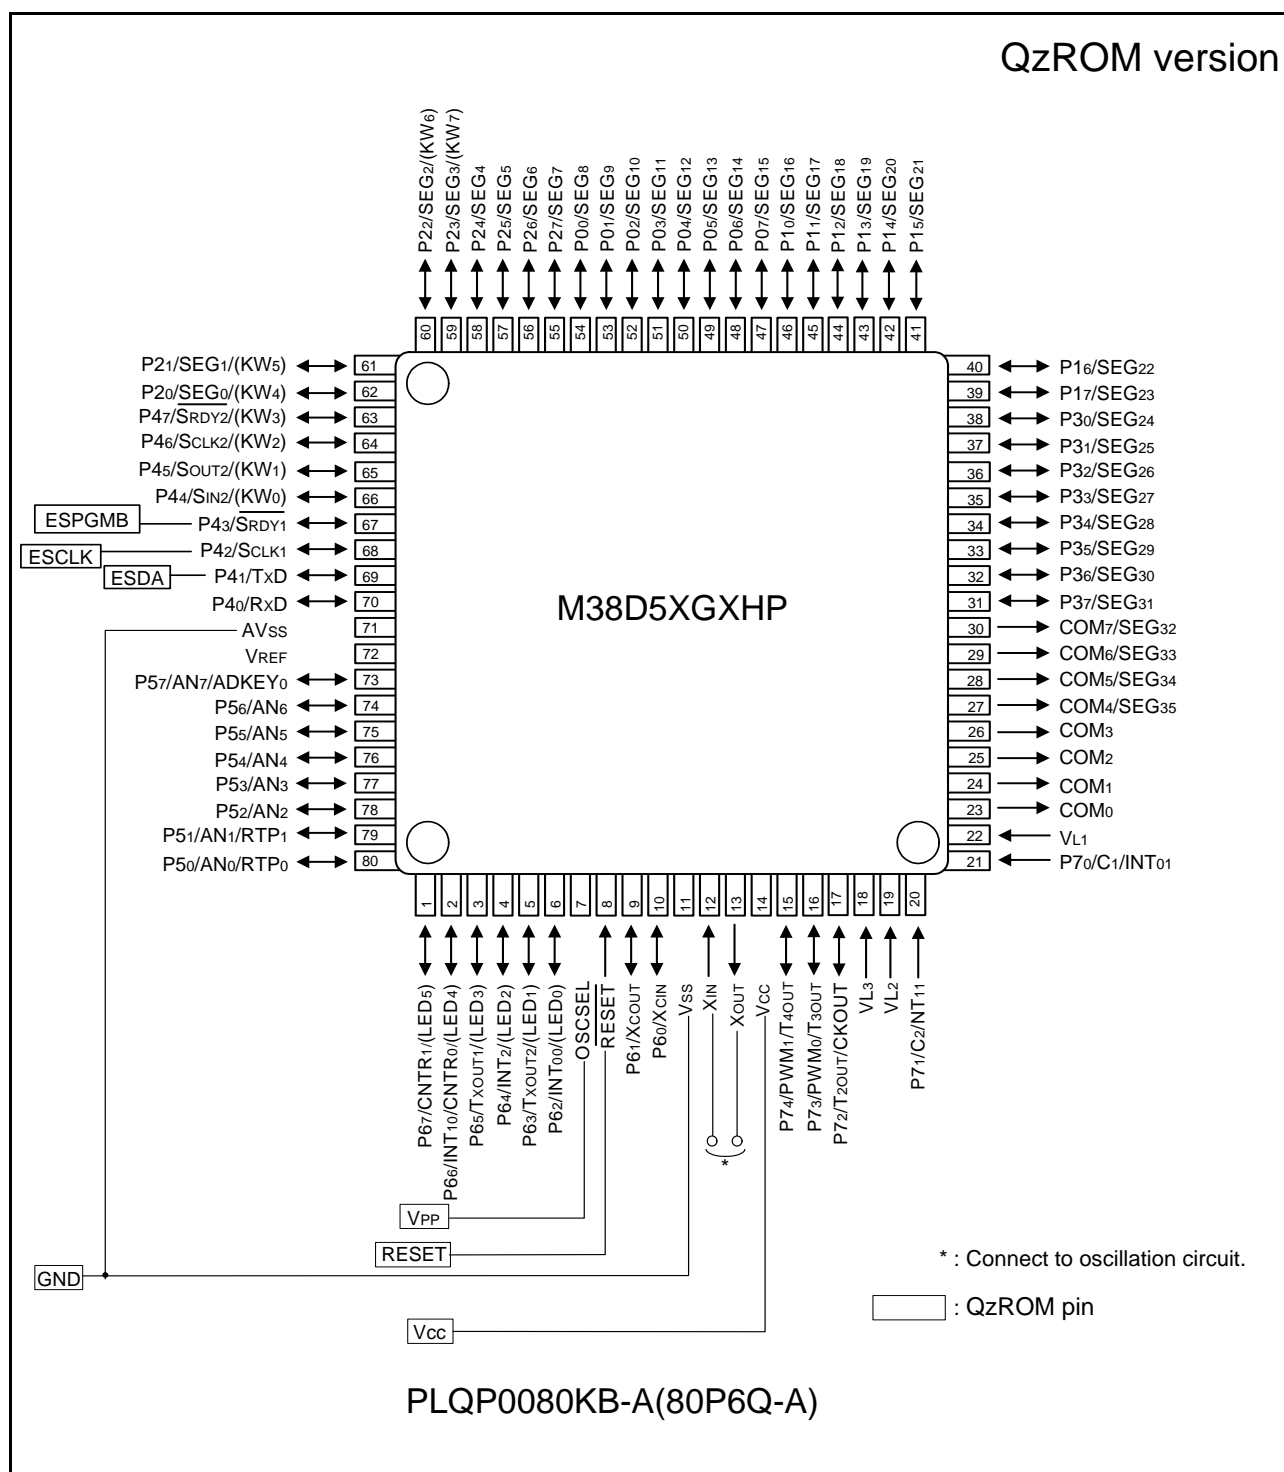 QzROM version
P22/SEG2/(KW6)
P23/SEG3/(KW7)
P24/SEG4
P25/SEG5
P26/SEG6
P27/SEG7
P00/SEG8
P01/SEG9
P02/SEG10
P03/SEG11
P04/SEG12
P05/SEG13
P06/SEG14
P07/SEG15
P10/SEG16
P11/SEG17
P12/SEG18
P13/SEG19
P14/SEG20
P15/SEG21
60 59 58 57 56 55 54 53 52 51 50 49 48 47 46 45 44 43 42 41
P21/SEG1/(KW5) 61
P20/SEG0/(KW4) 62
P47/SRDY2/(KW3) 63
P46/SCLK2/(KW2) 64
P45/SOUT2/(KW1) 65
P44/SIN2/(KW0) 66
ESPGMB P43/SRDY1 67
ESCLK P42/SCLK1 68
ESDA P41/TXD 69
P40/RXD 70
AVSS 71
VREF 72
P57/AN7/ADKEY0 73
P56/AN6 74
P55/AN5 75
P54/AN4 76
P53/AN3 77
P52/AN2 78
P51/AN1/RTP1 79
P50/AN0/RTP0 80
M38D5XGXHP
40 P16/SEG22
39 P17/SEG23
38 P30/SEG24
37 P31/SEG25
36 P32/SEG26
35 P33/SEG27
34 P34/SEG28
33 P35/SEG29
32 P36/SEG30
31 P37/SEG31
30 COM7/SEG32
29 COM6/SEG33
28 COM5/SEG34
27 COM4/SEG35
26 COM3
25 COM2
24 COM1
23 COM0
22 VL1
21 P70/C1/INT01
1 2 3 4 5 6 7 8 9 10 11 12 13 14 15 16 17 18 19 20
P67/CNTR1/(LED5)
P66/INT10/CNTR0/(LED4)
P65/TXOUT1/(LED3)
P64/INT2/(LED2)
P63/TXOUT2/(LED1)
P62/INT00/(LED0)
OSCSEL
RESET
P61/XCOUT
P60/XCIN
VSS
XIN
XOUT
VCC
P74/PWM1/T4OUT
P73/PWM0/T3OUT
P72/T2OUT/CKOUT
VL3
VL2
P71/C2/NT11
*
VPP
RESET
GND
Vcc
* : Connect to oscillation circuit.
: QzROM pin
PLQP0080KB-A(80P6Q-A)